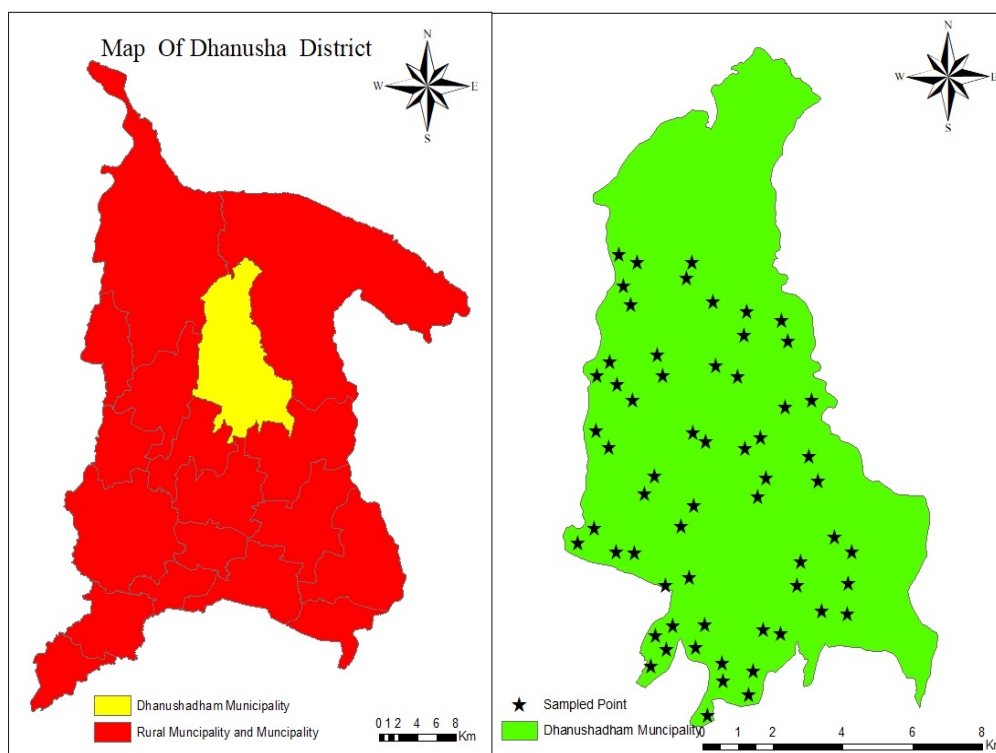 Map Of Dhanusha District
N
W E
S
Dhanushadham Municipality
Rural Muncipality and Muncipality
0 1 2 4 6 8
Km
N
W E
S
Sampled Point
Dhanushadham Muncipality
0 1 2 4 6 8
Km